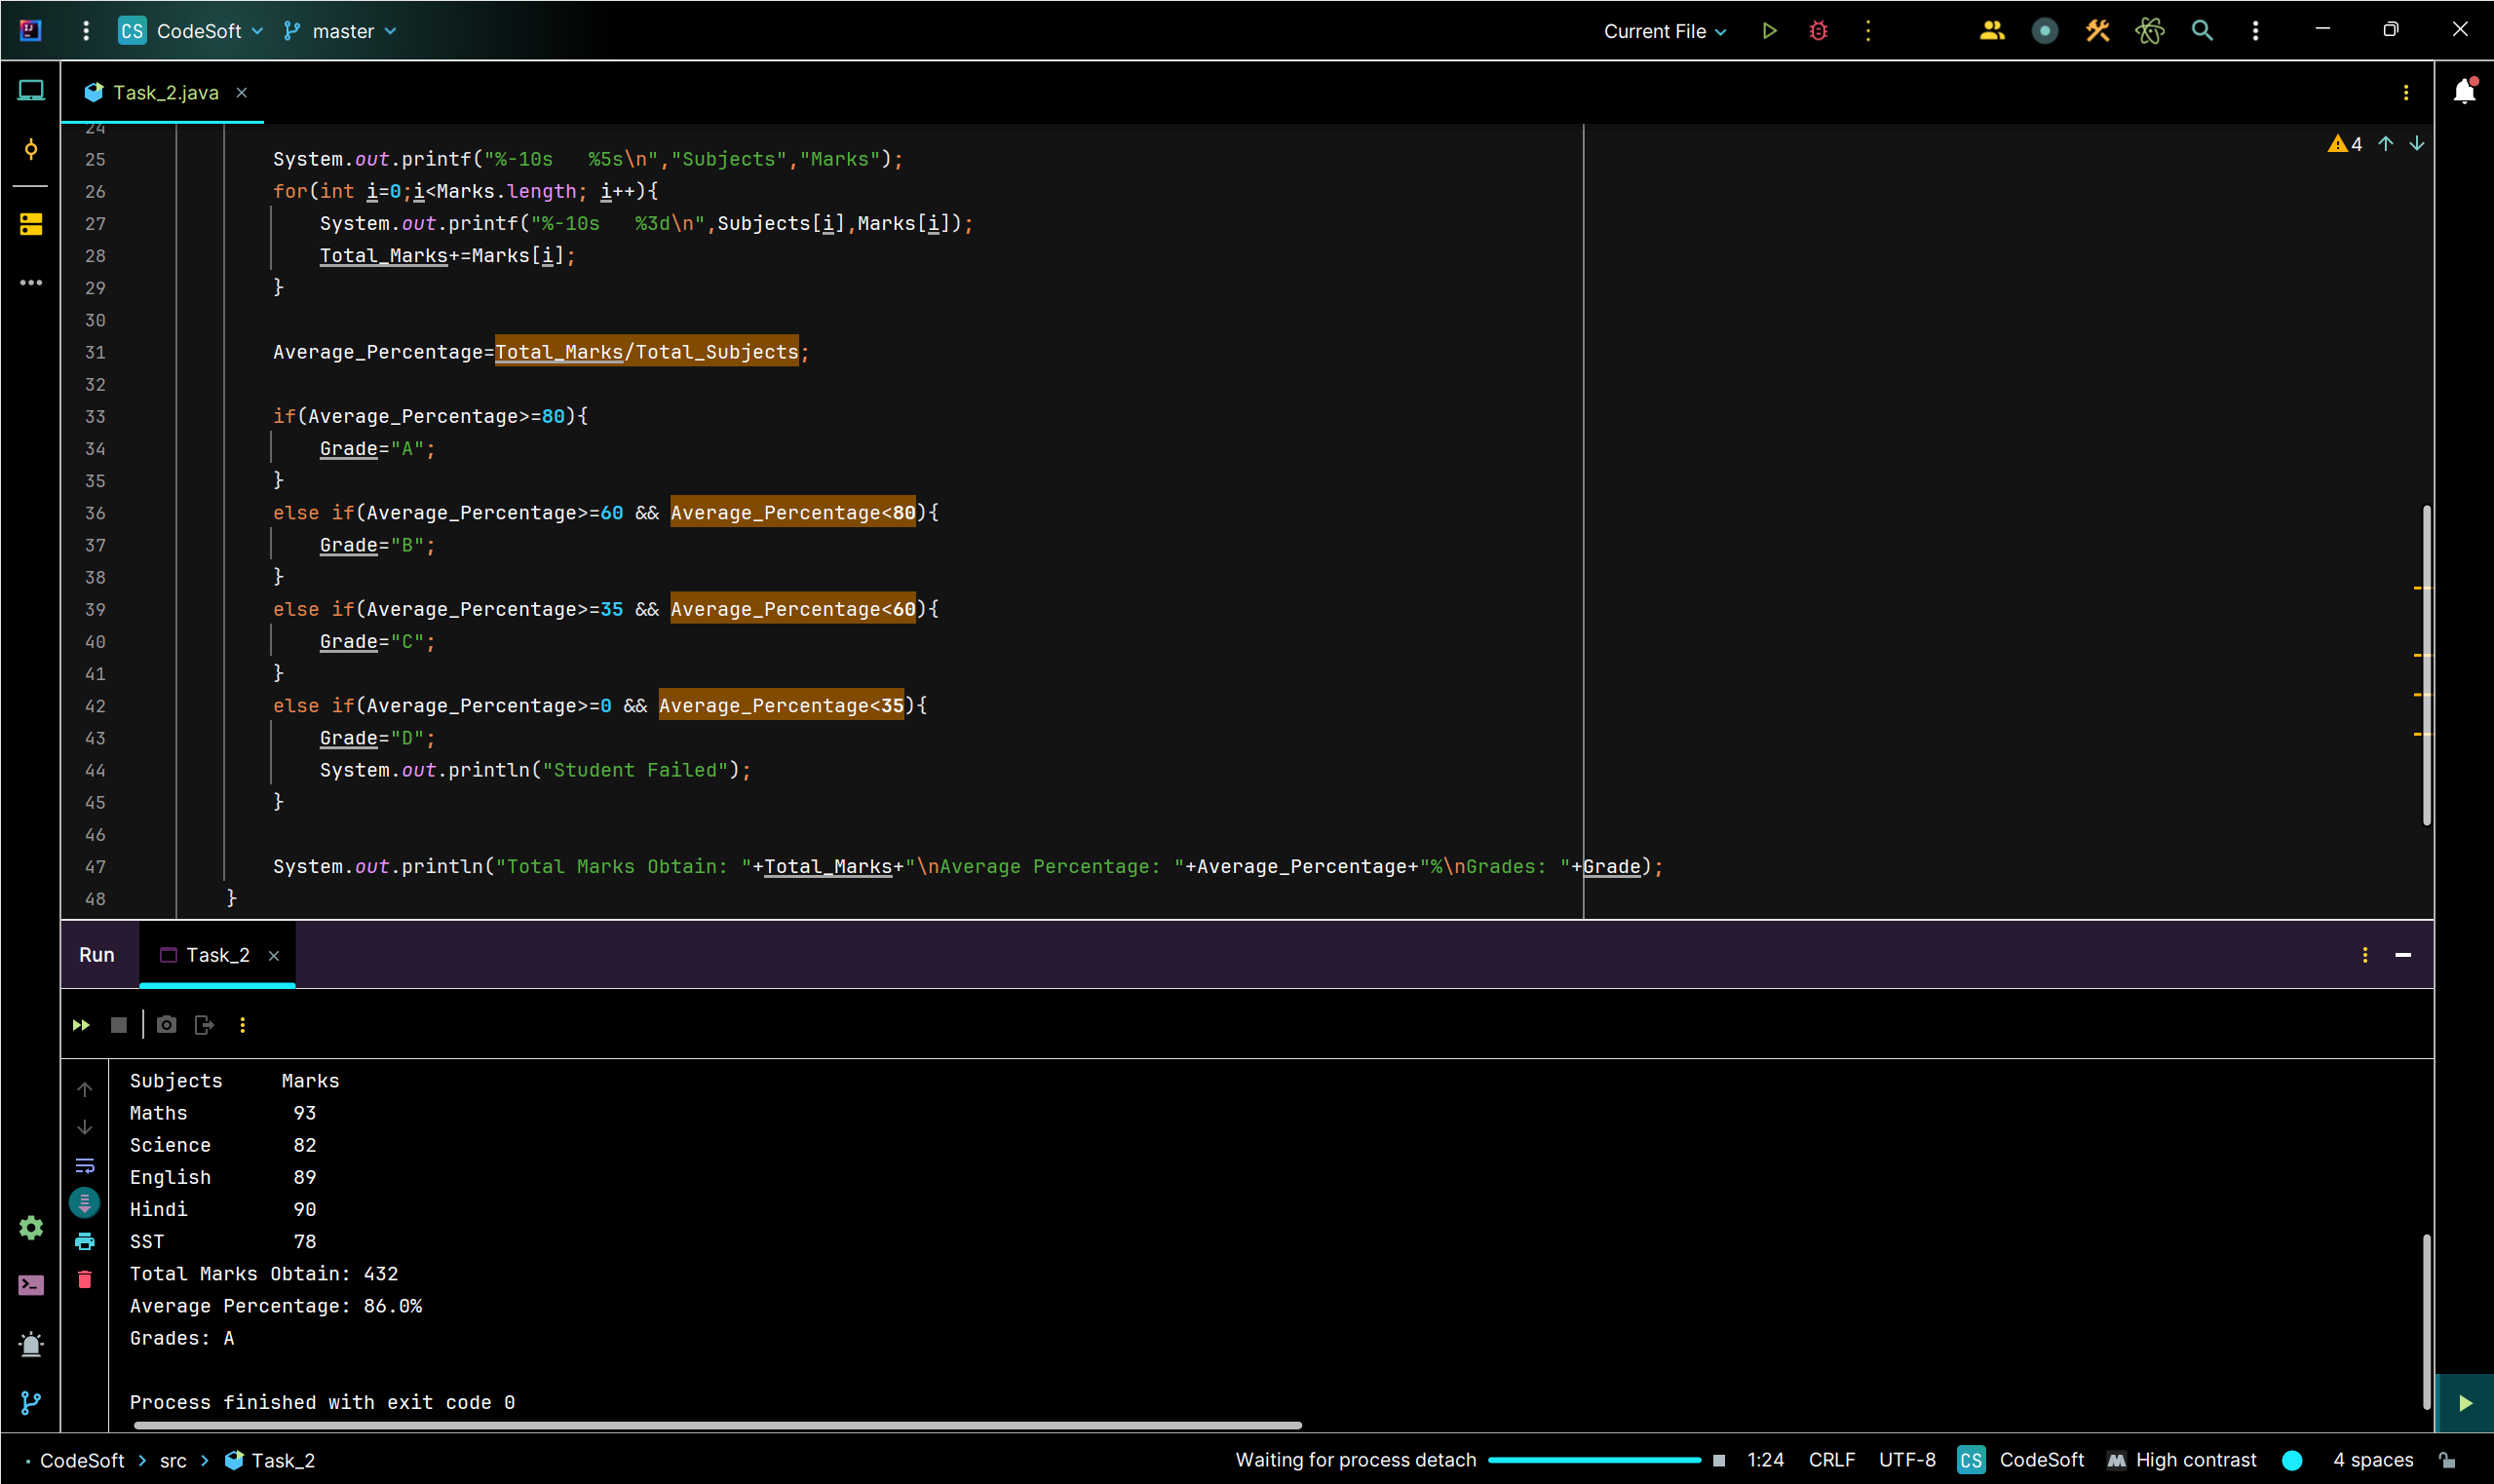 CS CodeSoft master Current File
Task_2.java
24
25 System.out.printf("%-10s   %5s\n","Subjects","Marks");
26 for(int i=0;i<Marks.length; i++){
27     System.out.printf("%-10s   %3d\n",Subjects[i],Marks[i]);
28     Total_Marks+=Marks[i];
29 }
30
31 Average_Percentage=Total_Marks/Total_Subjects;
32
33 if(Average_Percentage>=80){
34     Grade="A";
35 }
36 else if(Average_Percentage>=60 && Average_Percentage<80){
37     Grade="B";
38 }
39 else if(Average_Percentage>=35 && Average_Percentage<60){
40     Grade="C";
41 }
42 else if(Average_Percentage>=0 && Average_Percentage<35){
43     Grade="D";
44     System.out.println("Student Failed");
45 }
46
47 System.out.println("Total Marks Obtain: "+Total_Marks+"\nAverage Percentage: "+Average_Percentage+"%\nGrades: "+Grade);
48 }
4
Run Task_2
Subjects     Marks
Maths         93
Science       82
English       89
Hindi         90
SST           78
Total Marks Obtain: 432
Average Percentage: 86.0%
Grades: A
Process finished with exit code 0
CodeSoft > src > Task_2 Waiting for process detach 1:24 CRLF UTF-8 CS CodeSoft M High contrast 4 spaces